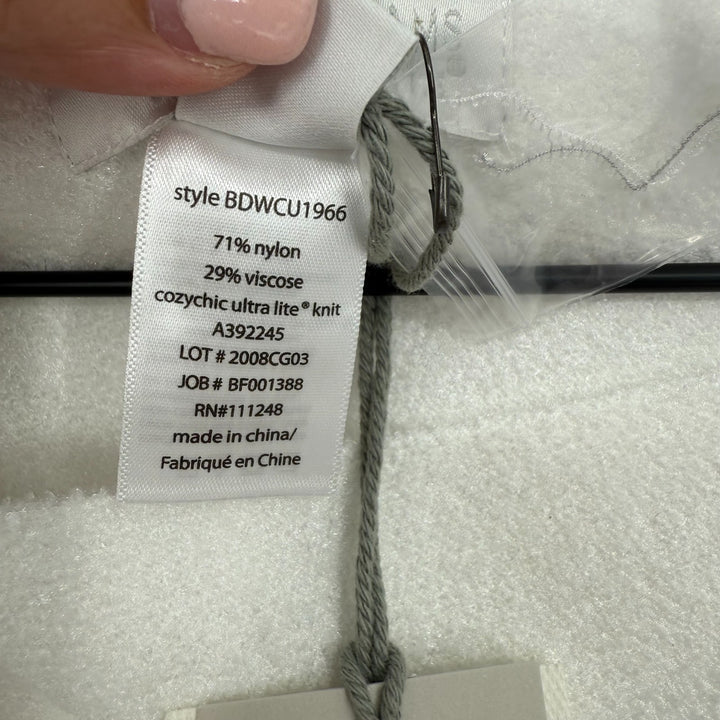 style BDWCU1966
71% nylon
29% viscose
cozychic ultra lite® knit
A392245
LOT # 2008CG03
JOB # BF001388
RN#111248
made in china/
Fabriqué en Chine